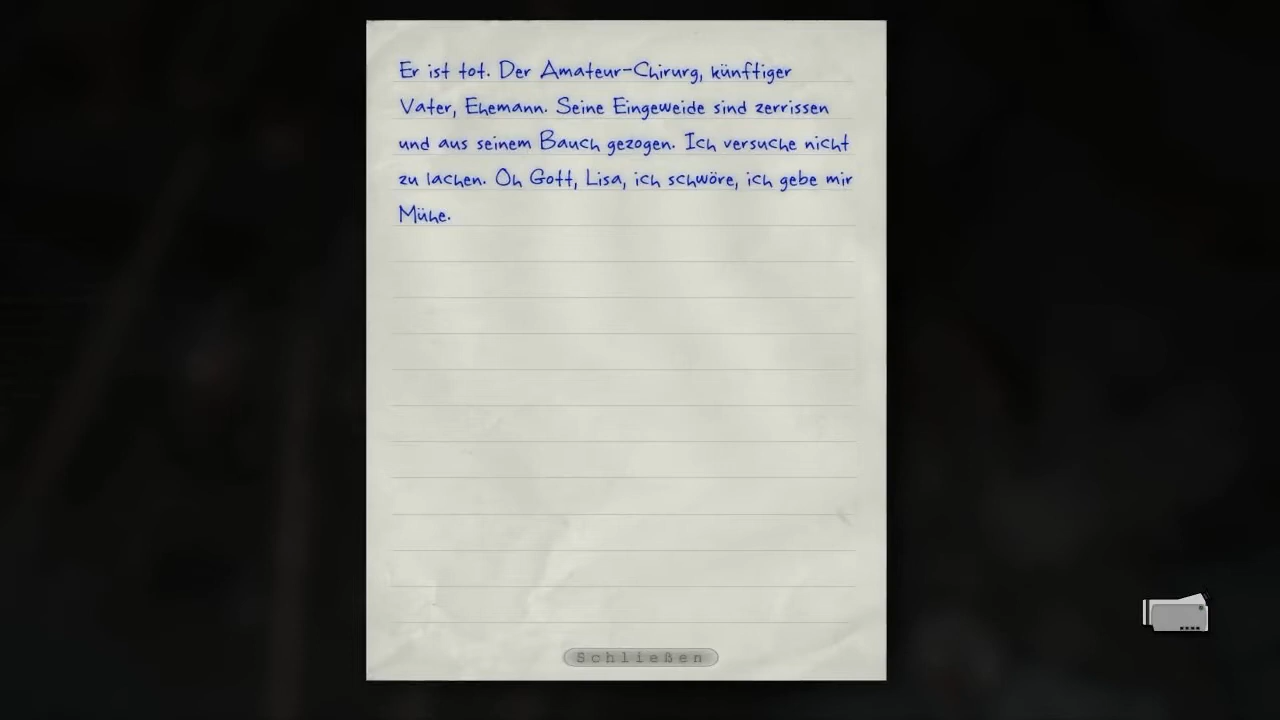 Er ist tot. Der Amateur-Chirurg, künftiger
Vater, Ehemann. Seine Eingeweide sind zerrissen
und aus seinem Bauch gezogen. Ich versuche nicht
zu lachen. Oh Gott, Lisa, ich schwöre, ich gebe mir
Mühe.
Schließen